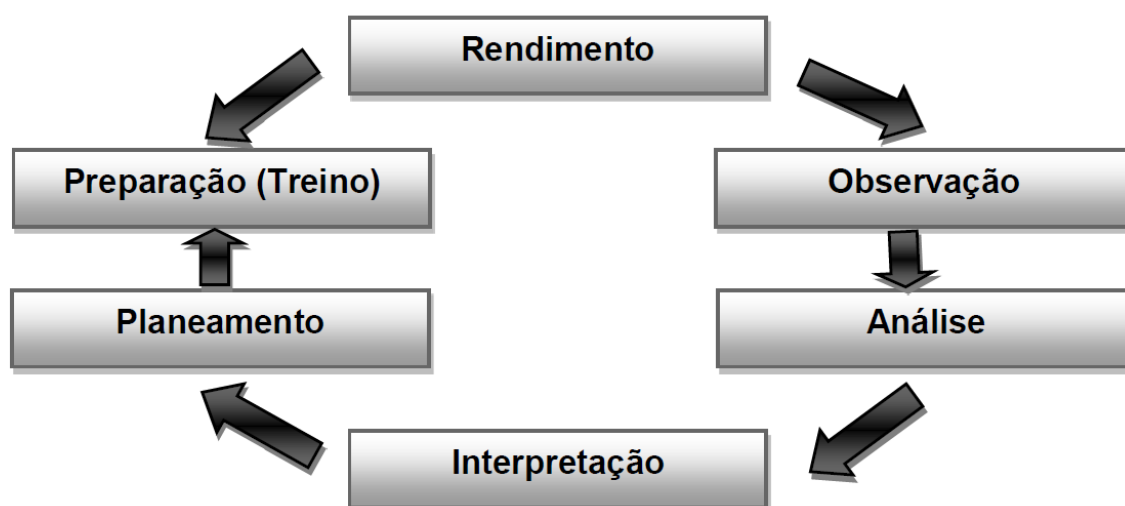 Rendimento
Preparação (Treino)
Observação
Planeamento
Análise
Interpretação